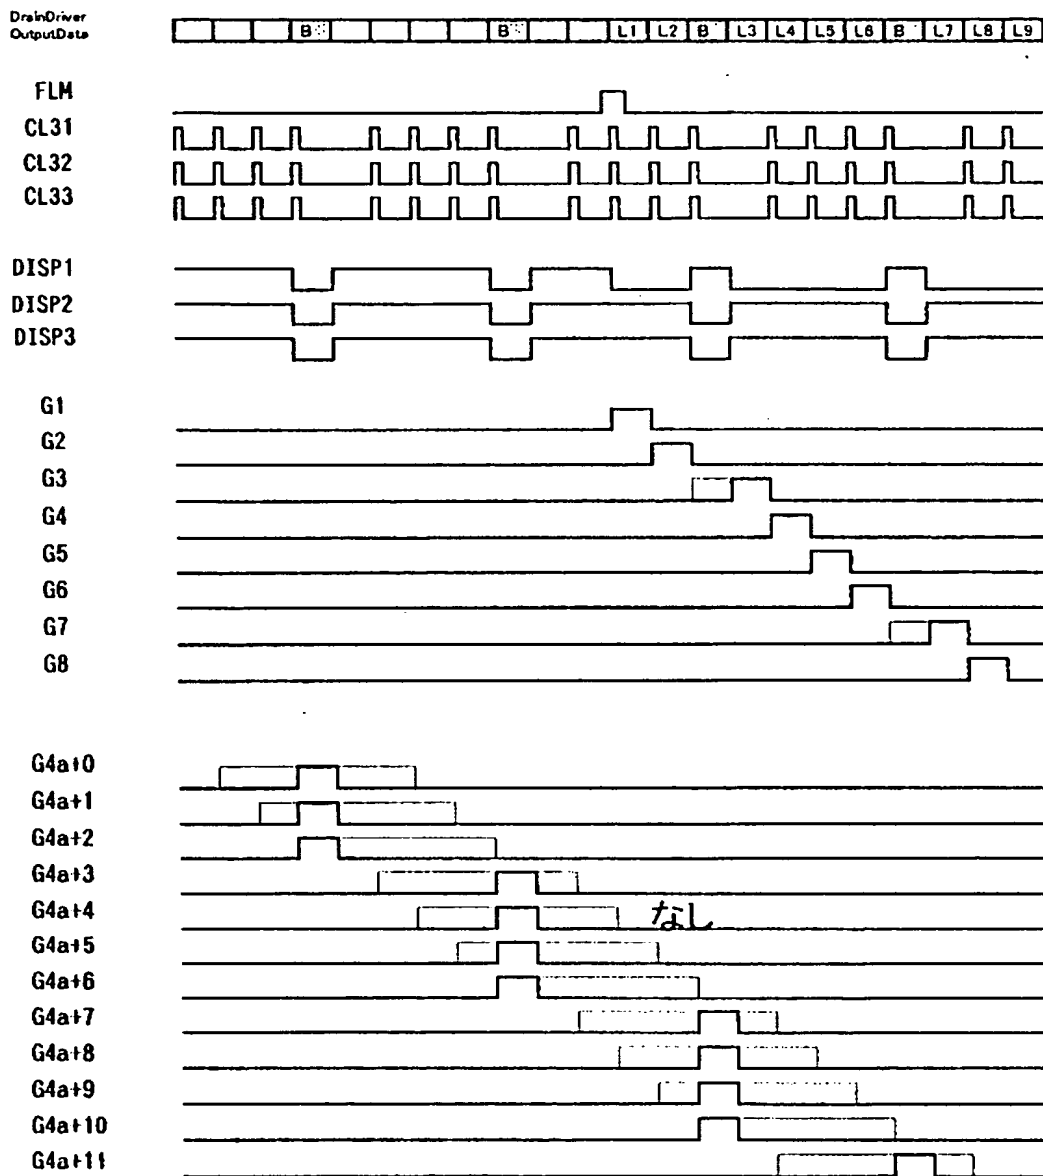 DrainDriver
OutputData
B B L1 L2 B L3 L4 L5 L6 B L7 L8 L9
FLM
CL31
CL32
CL33
DISP1
DISP2
DISP3
G1
G2
G3
G4
G5
G6
G7
G8
G4a+0
G4a+1
G4a+2
G4a+3
G4a+4 なし
G4a+5
G4a+6
G4a+7
G4a+8
G4a+9
G4a+10
G4a+11